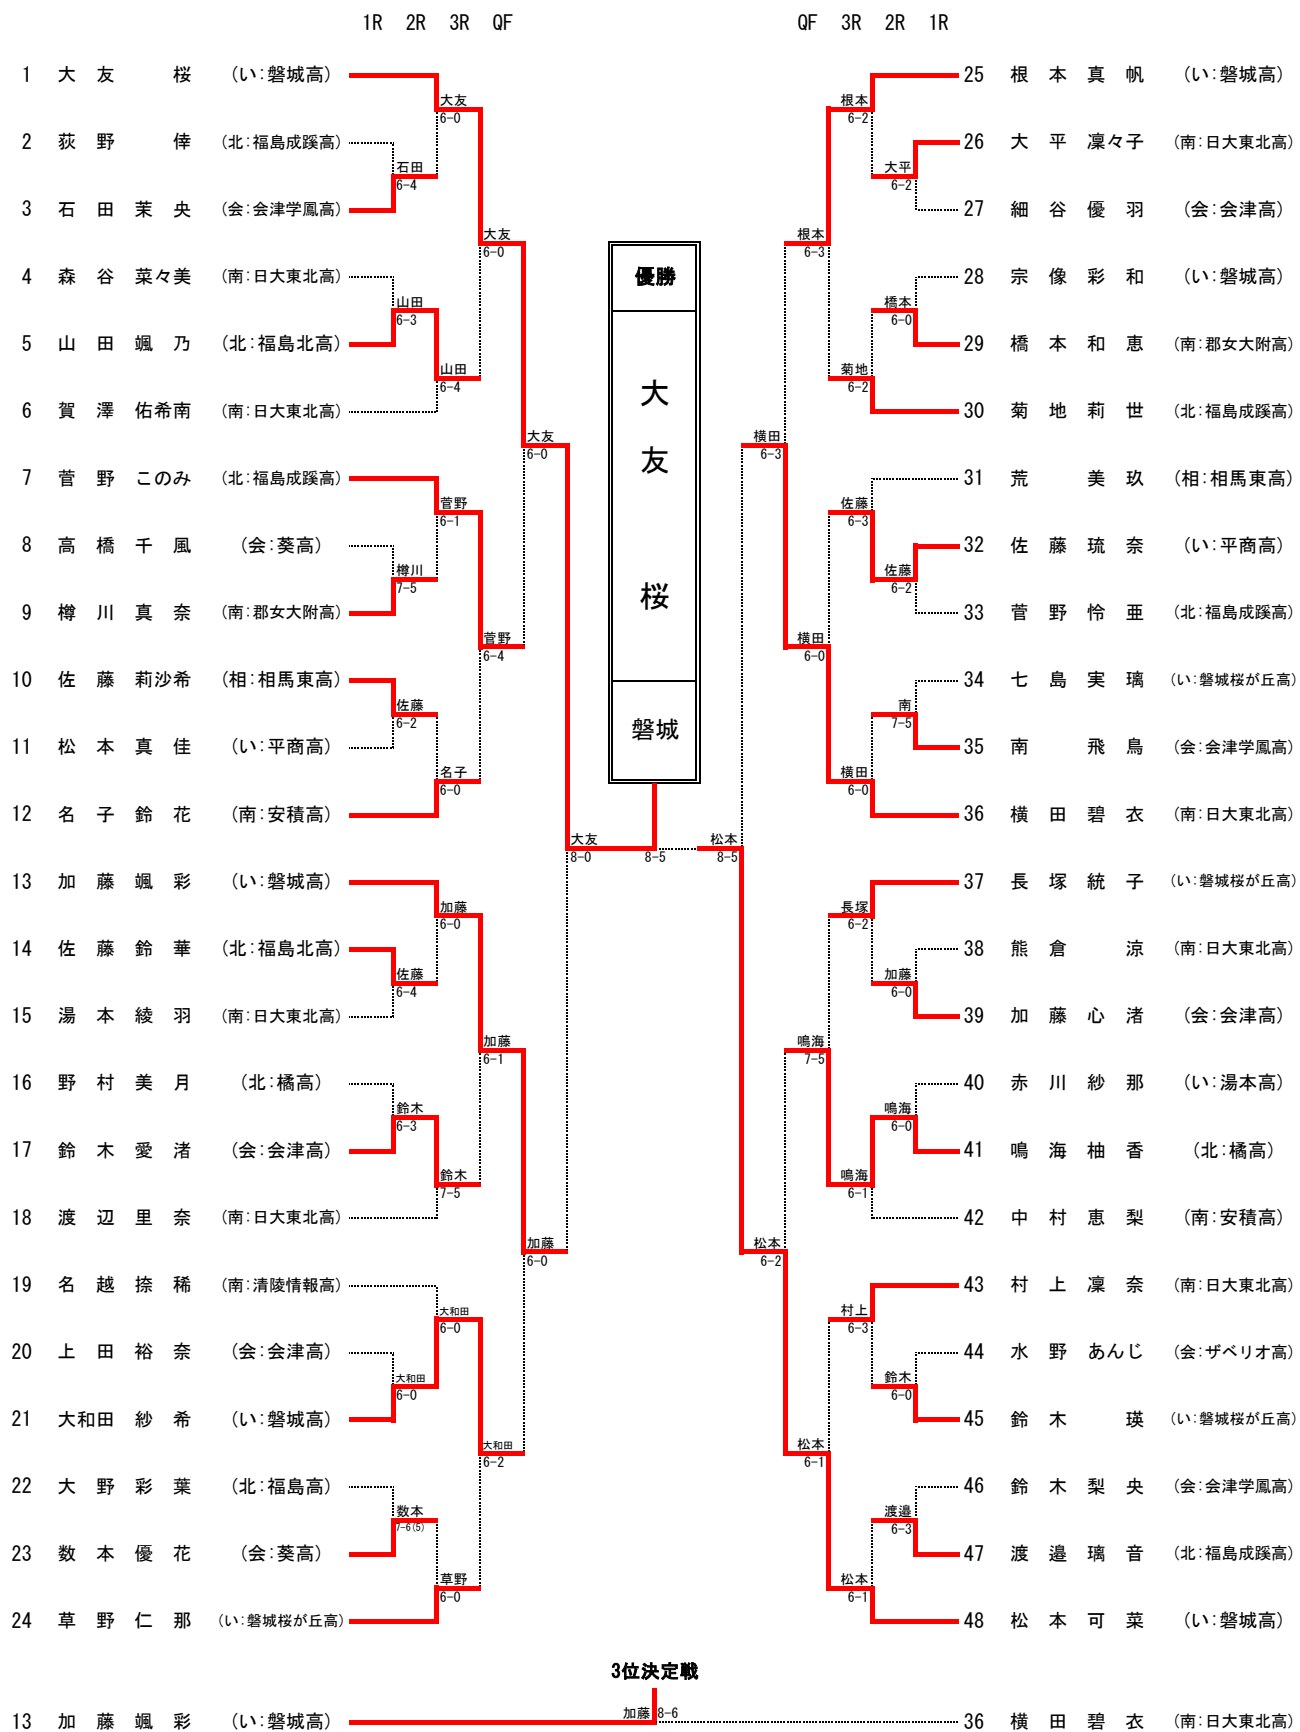 1R 2R 3R QF
QF 3R 2R 1R
1 大友 桜 (い:磐城高)
2 荻野 倖 (北:福島成蹊高)
3 石田茉央 (会:会津学鳳高)
4 森谷菜々美 (南:日大東北高)
5 山田颯乃 (北:福島北高)
6 賀澤佑希南 (南:日大東北高)
7 菅野このみ (北:福島成蹊高)
8 高橋千風 (会:葵高)
9 樽川真奈 (南:郡女大附高)
10 佐藤莉沙希 (相:相馬東高)
11 松本真佳 (い:平商高)
12 名子鈴花 (南:安積高)
13 加藤颯彩 (い:磐城高)
14 佐藤鈴華 (北:福島北高)
15 湯本綾羽 (南:日大東北高)
16 野村美月 (北:橘高)
17 鈴木愛渚 (会:会津高)
18 渡辺里奈 (南:日大東北高)
19 名越捺稀 (南:清陵情報高)
20 上田裕奈 (会:会津高)
21 大和田紗希 (い:磐城高)
22 大野彩葉 (北:福島高)
23 数本優花 (会:葵高)
24 草野仁那 (い:磐城桜が丘高)
石田
6-4
山田
6-3
樽川
7-5
佐藤
6-2
佐藤
6-4
鈴木
6-3
大和田
6-0
数本
7-6(5)
大友
6-0
山田
6-4
菅野
6-1
名子
6-0
加藤
6-0
鈴木
7-5
大和田
6-0
草野
6-0
大友
6-0
菅野
6-4
加藤
6-1
大和田
6-2
大友
6-0
加藤
6-0
大友
8-0
優勝
大友 桜
磐城
8-5
松本
8-5
横田
6-3
松本
6-2
根本
6-3
横田
6-0
鳴海
7-5
松本
6-1
根本
6-2
菊地
6-2
佐藤
6-3
横田
6-0
長塚
6-2
鳴海
6-1
村上
6-3
松本
6-1
大平
6-2
橋本
6-0
佐藤
6-2
南
7-5
加藤
6-0
鳴海
6-0
鈴木
6-0
渡邉
6-3
25 根本真帆 (い:磐城高)
26 大平凜々子 (南:日大東北高)
27 細谷優羽 (会:会津高)
28 宗像彩和 (い:磐城高)
29 橋本和恵 (南:郡女大附高)
30 菊地莉世 (北:福島成蹊高)
31 荒 美玖 (相:相馬東高)
32 佐藤琉奈 (い:平商高)
33 菅野怜亜 (北:福島成蹊高)
34 七島実璃 (い:磐城桜が丘高)
35 南 飛鳥 (会:会津学鳳高)
36 横田碧衣 (南:日大東北高)
37 長塚統子 (い:磐城桜が丘高)
38 熊倉 涼 (南:日大東北高)
39 加藤心渚 (会:会津高)
40 赤川紗那 (い:湯本高)
41 鳴海柚香 (北:橘高)
42 中村恵梨 (南:安積高)
43 村上凜奈 (南:日大東北高)
44 水野あんじ (会:ザベリオ高)
45 鈴木 瑛 (い:磐城桜が丘高)
46 鈴木梨央 (会:会津学鳳高)
47 渡邉璃音 (北:福島成蹊高)
48 松本可菜 (い:磐城高)
3位決定戦
13 加藤颯彩 (い:磐城高) 加藤 8-6 36 横田碧衣 (南:日大東北高)